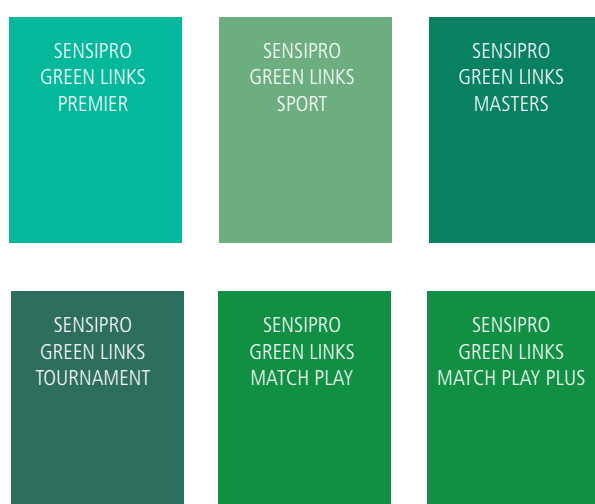 SENSIPRO
GREEN LINKS
PREMIER
SENSIPRO
GREEN LINKS
SPORT
SENSIPRO
GREEN LINKS
MASTERS
SENSIPRO
GREEN LINKS
TOURNAMENT
SENSIPRO
GREEN LINKS
MATCH PLAY
SENSIPRO
GREEN LINKS
MATCH PLAY PLUS